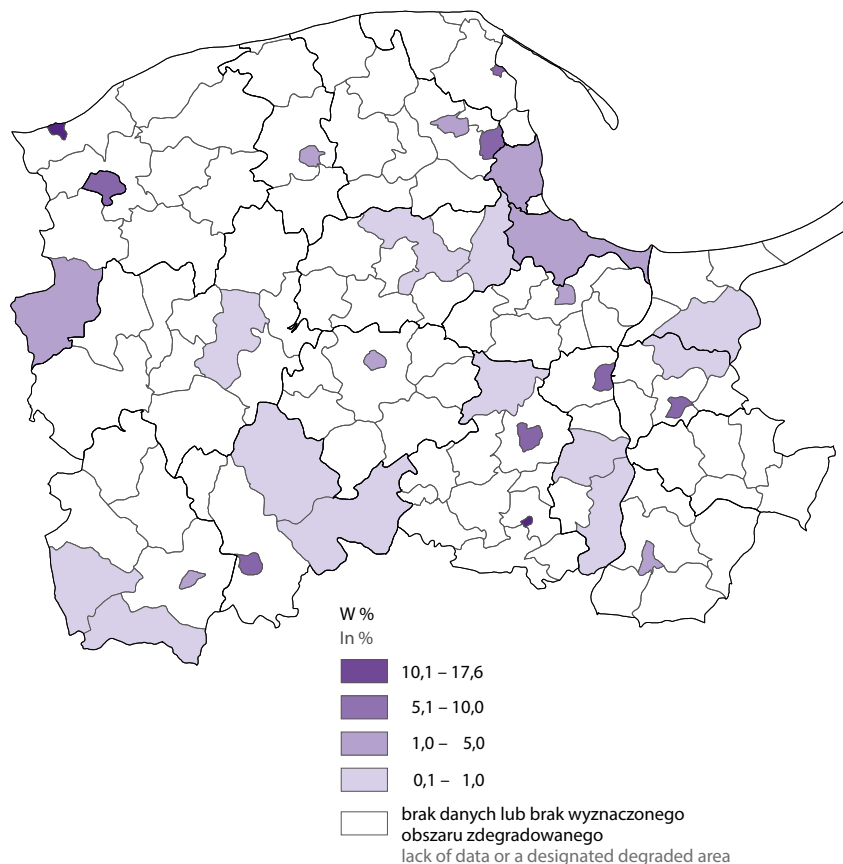 W %
In %
10,1 – 17,6
5,1 – 10,0
1,0 – 5,0
0,1 – 1,0
brak danych lub brak wyznaczonego
obszaru zdegradowanego
lack of data or a designated degraded area